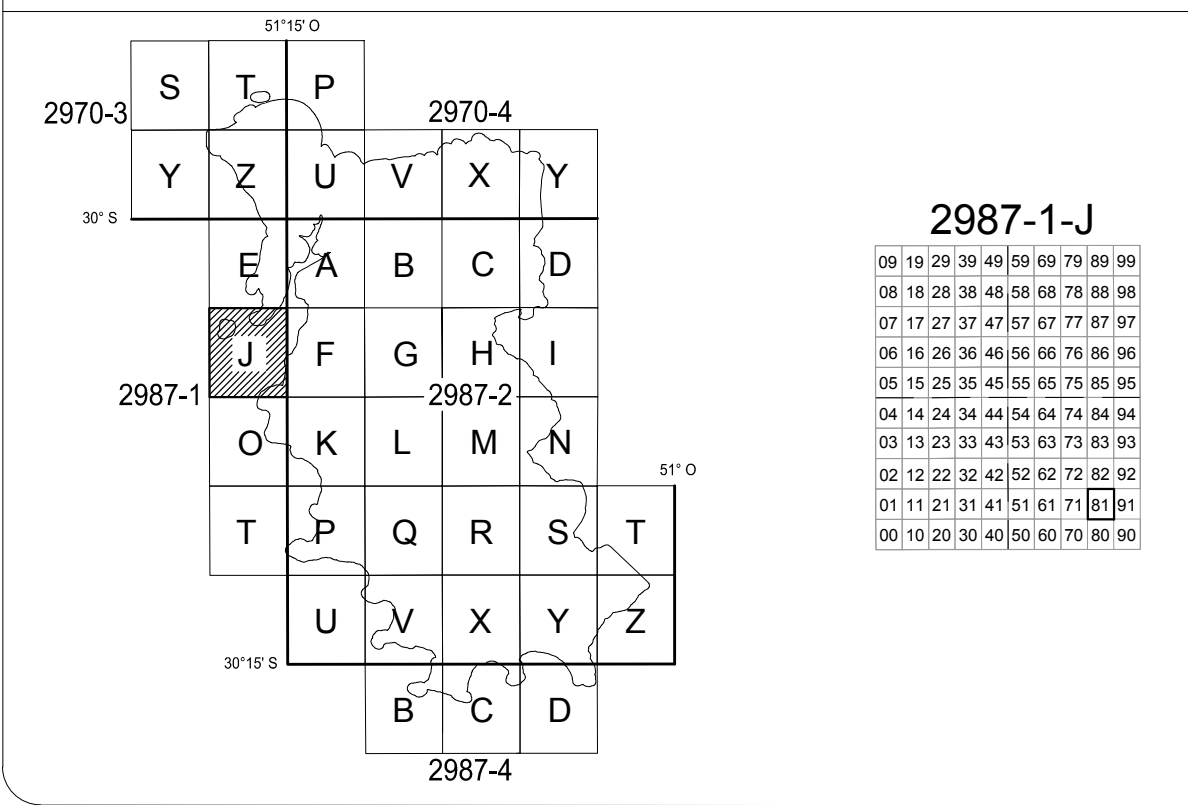 51°15' O
S T P
2970-3 2970-4
Y Z U V X Y
30° S
E A B C D
J F G H I
2987-1 2987-2
O K L M N
51° O
T P Q R S T
U V X Y Z
30°15' S
B C D
2987-4
2987-1-J
09 19 29 39 49 59 69 79 89 99
08 18 28 38 48 58 68 78 88 98
07 17 27 37 47 57 67 77 87 97
06 16 26 36 46 56 66 76 86 96
05 15 25 35 45 55 65 75 85 95
04 14 24 34 44 54 64 74 84 94
03 13 23 33 43 53 63 73 83 93
02 12 22 32 42 52 62 72 82 92
01 11 21 31 41 51 61 71 81 91
00 10 20 30 40 50 60 70 80 90